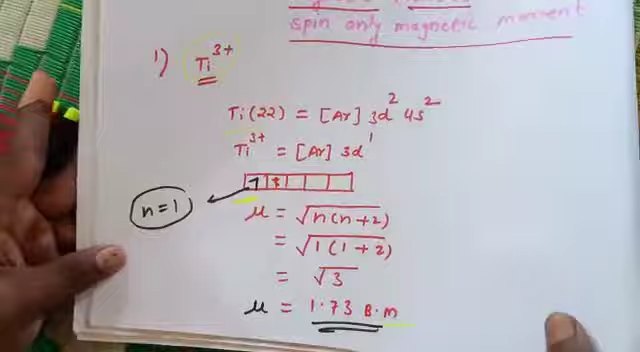 spin only magnetic moment
1) Ti³⁺
Ti(22) = [Ar] 3d² 4s²
Ti³⁺ = [Ar] 3d¹
n=1
μ = √n(n+2)
= √1(1+2)
= √3
μ = 1.73 B.m